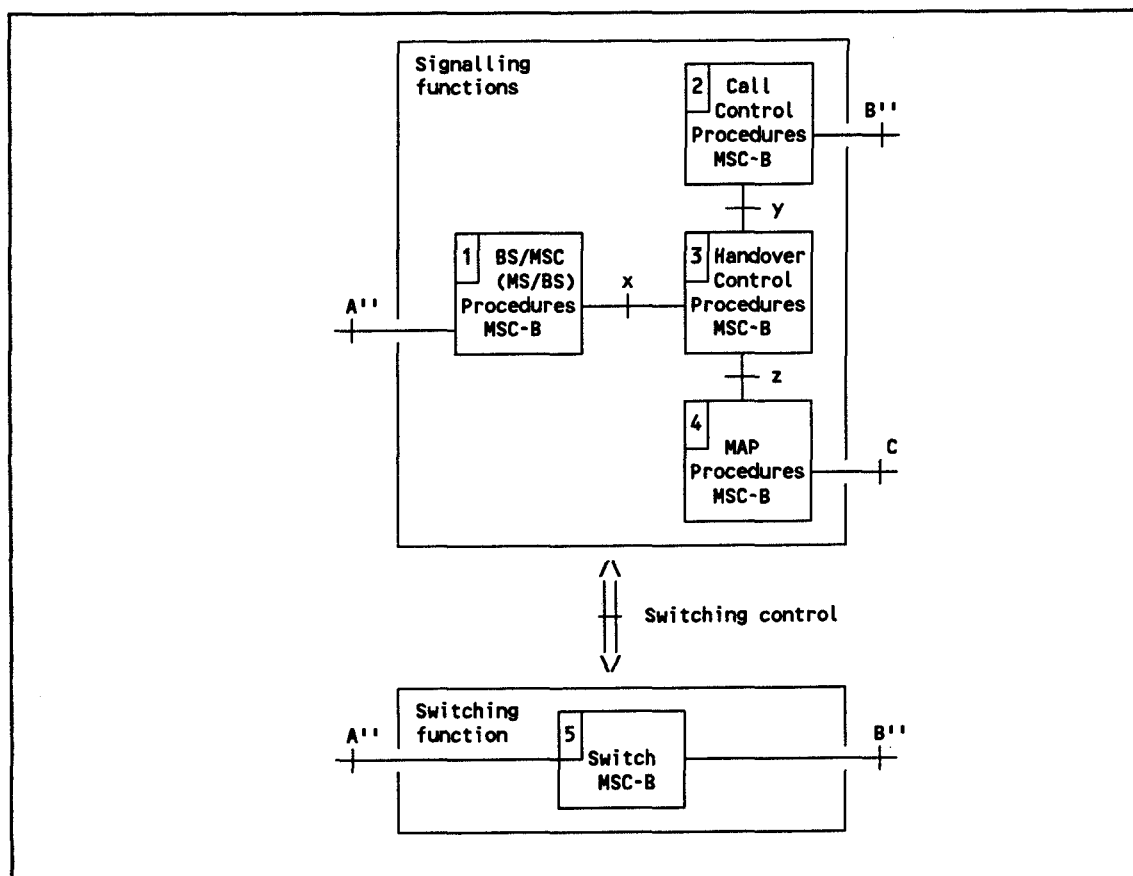 Signalling
functions
2 Call
Control
Procedures
MSC-B
B''
y
1 BS/MSC
(MS/BS)
Procedures
MSC-B
x
3 Handover
Control
Procedures
MSC-B
A''
z
4
MAP
Procedures
MSC-B
C
Switching control
Switching
function
A''
5
Switch
MSC-B
B''